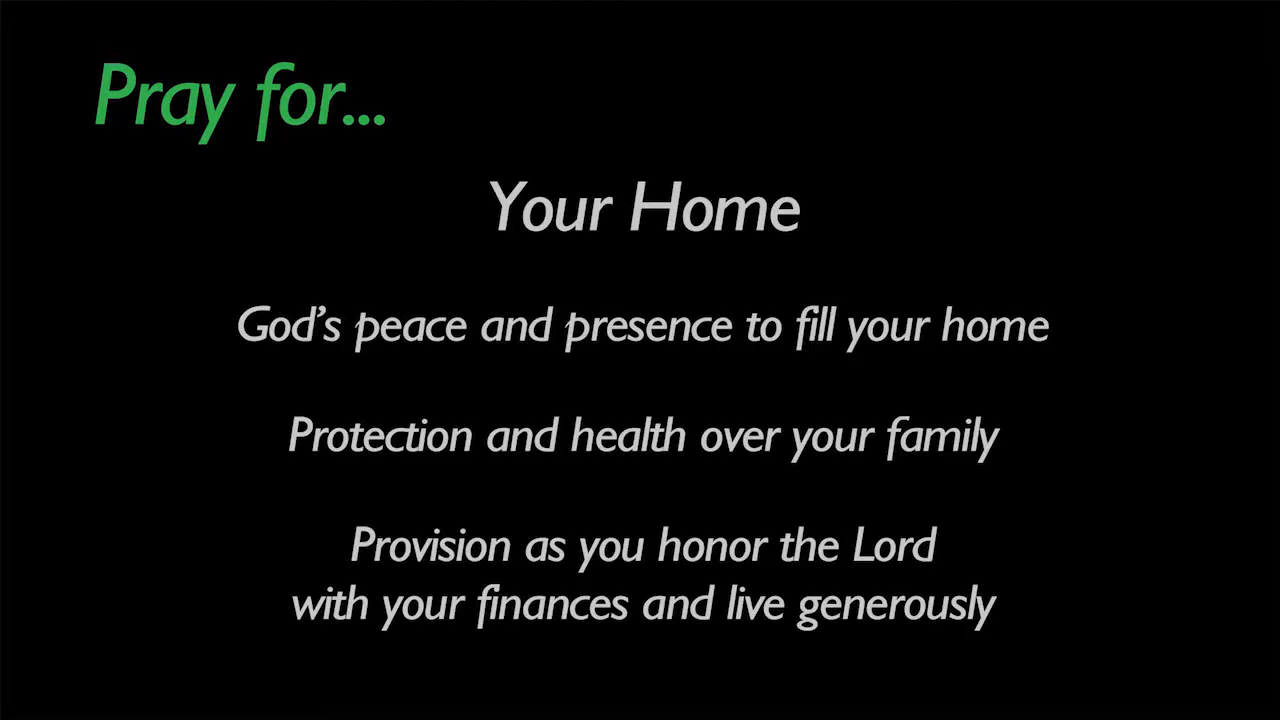 Pray for...
Your Home
God’s peace and presence to fill your home
Protection and health over your family
Provision as you honor the Lord
with your finances and live generously